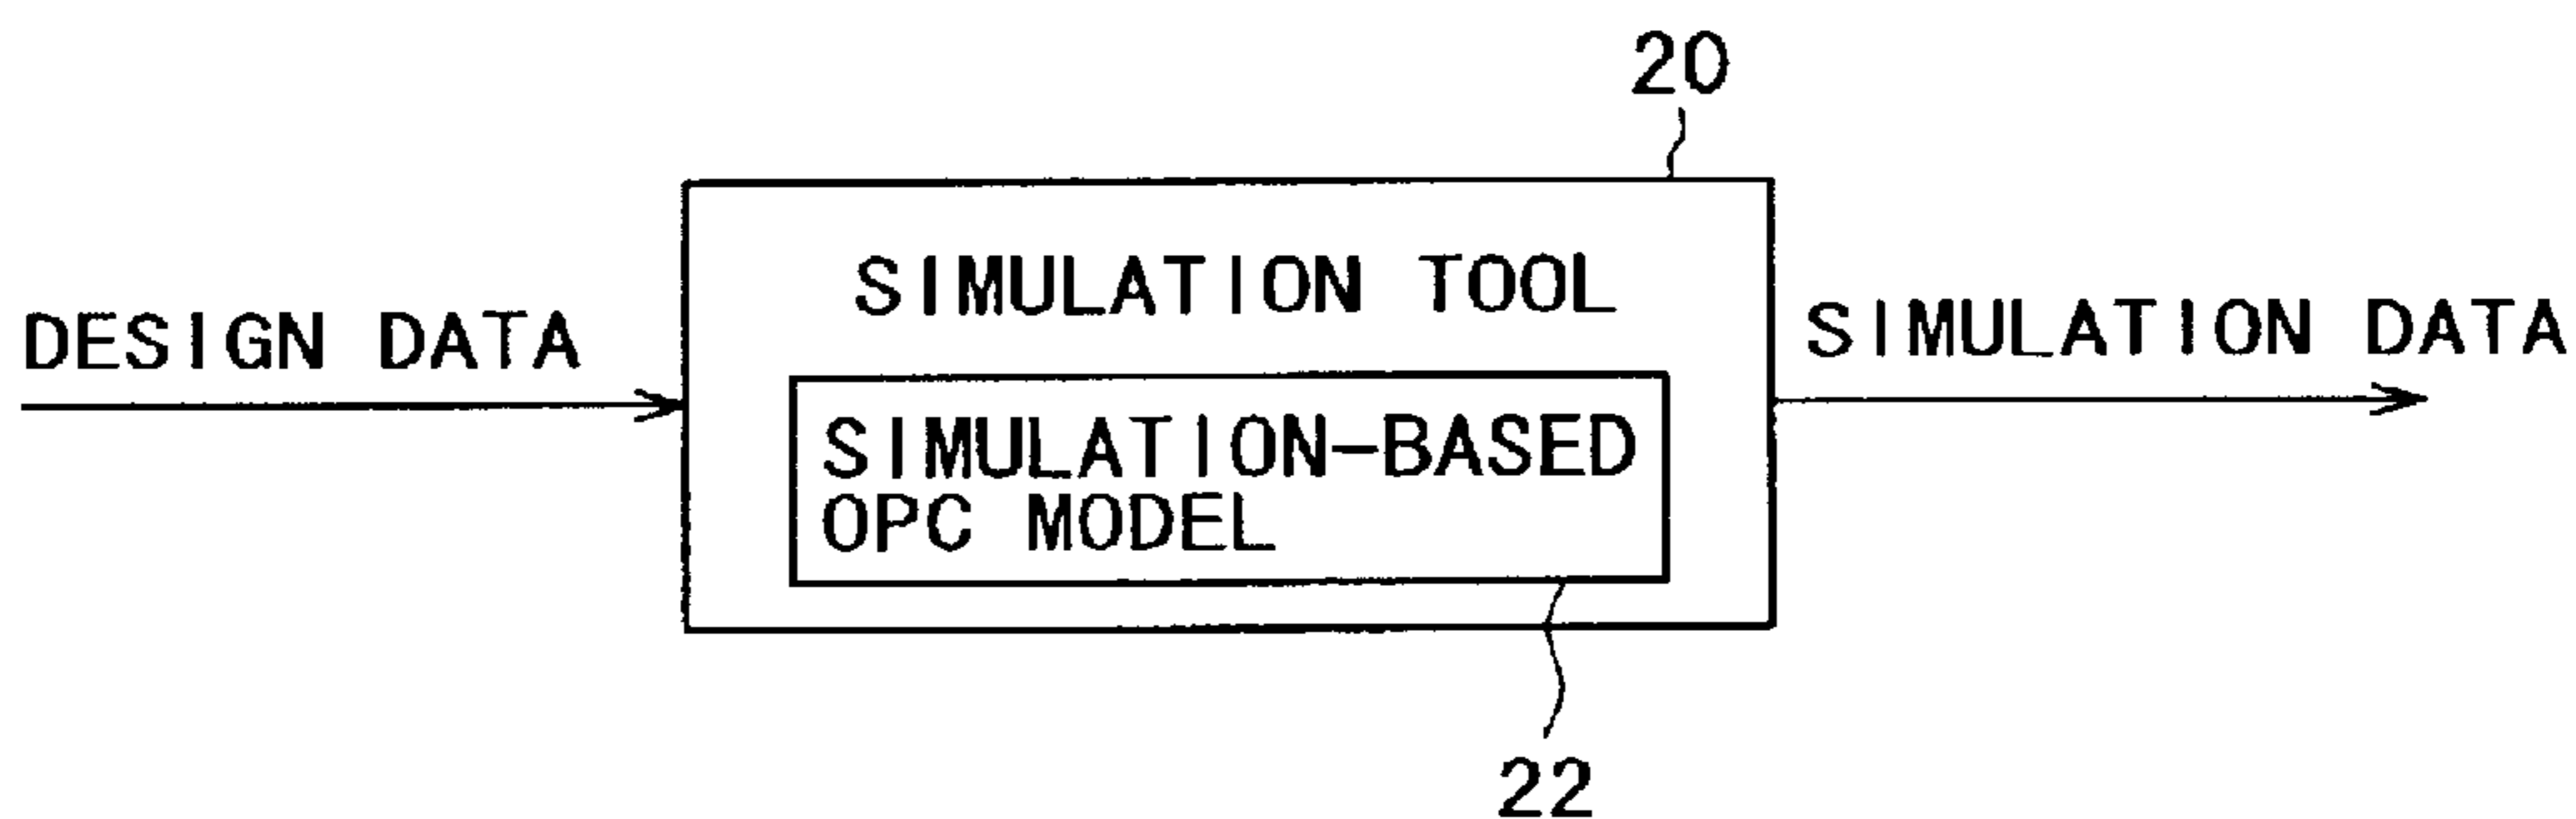 20
SIMULATION TOOL
DESIGN DATA
SIMULATION DATA
SIMULATION-BASED
OPC MODEL
22